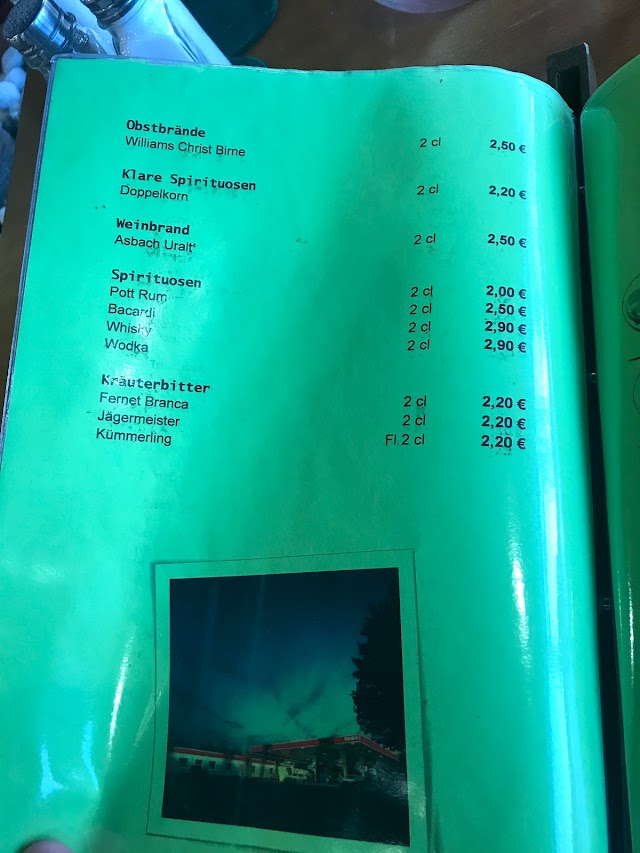 Obstbrände
Williams Christ Birne 2 cl 2,50 €
Klare Spirituosen
Doppelkorn 2 cl 2,20 €
Weinbrand
Asbach Uralt⁴ 2 cl 2,50 €
Spirituosen
Pott Rum 2 cl 2,00 €
Bacardi 2 cl 2,50 €
Whisky 2 cl 2,90 €
Wodka 2 cl 2,90 €
Kräuterbitter
Fernet Branca 2 cl 2,20 €
Jägermeister 2 cl 2,20 €
Kümmerling Fl.2 cl 2,20 €